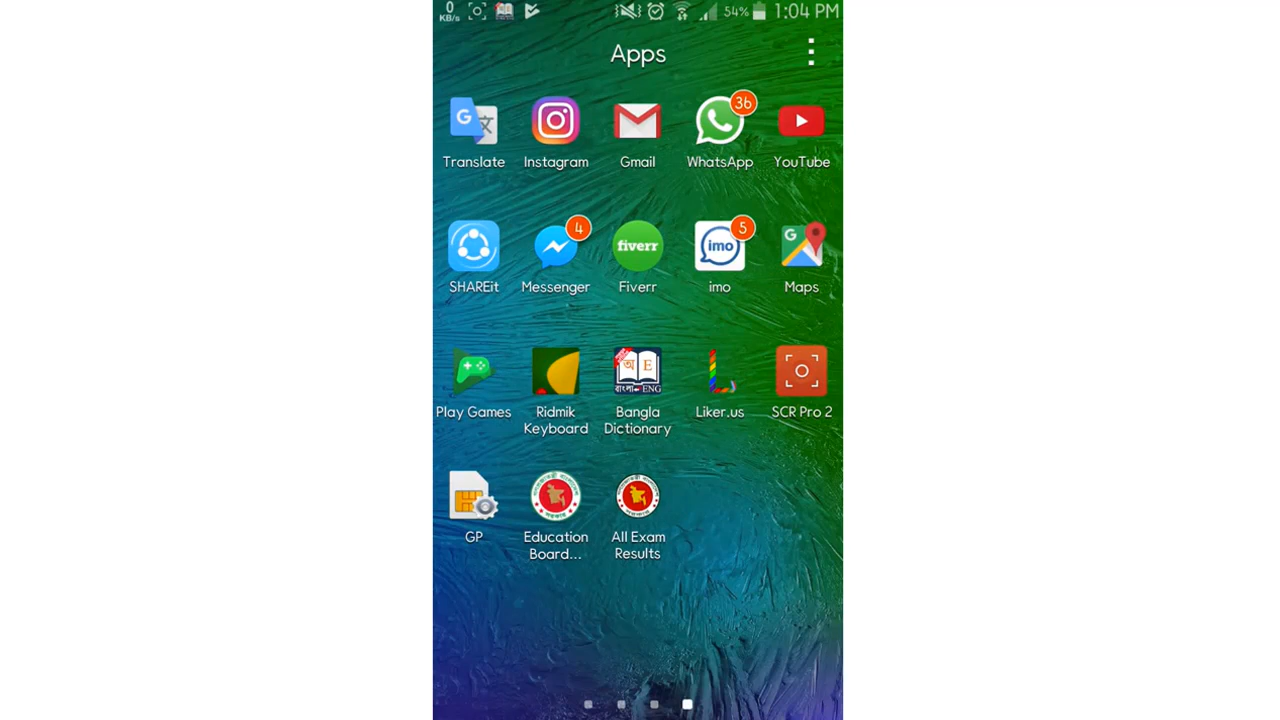 0
KB/s
54%
1:04 PM
Apps
G
文
36
Translate
Instagram
Gmail
WhatsApp
YouTube
4
fiverr
imo
5
G
SHAREit
Messenger
Fiverr
imo
Maps
অ E
বাংলা ENG
Play Games
Ridmik
Keyboard
Bangla
Dictionary
Liker.us
SCR Pro 2
GP
Education
Board...
All Exam
Results